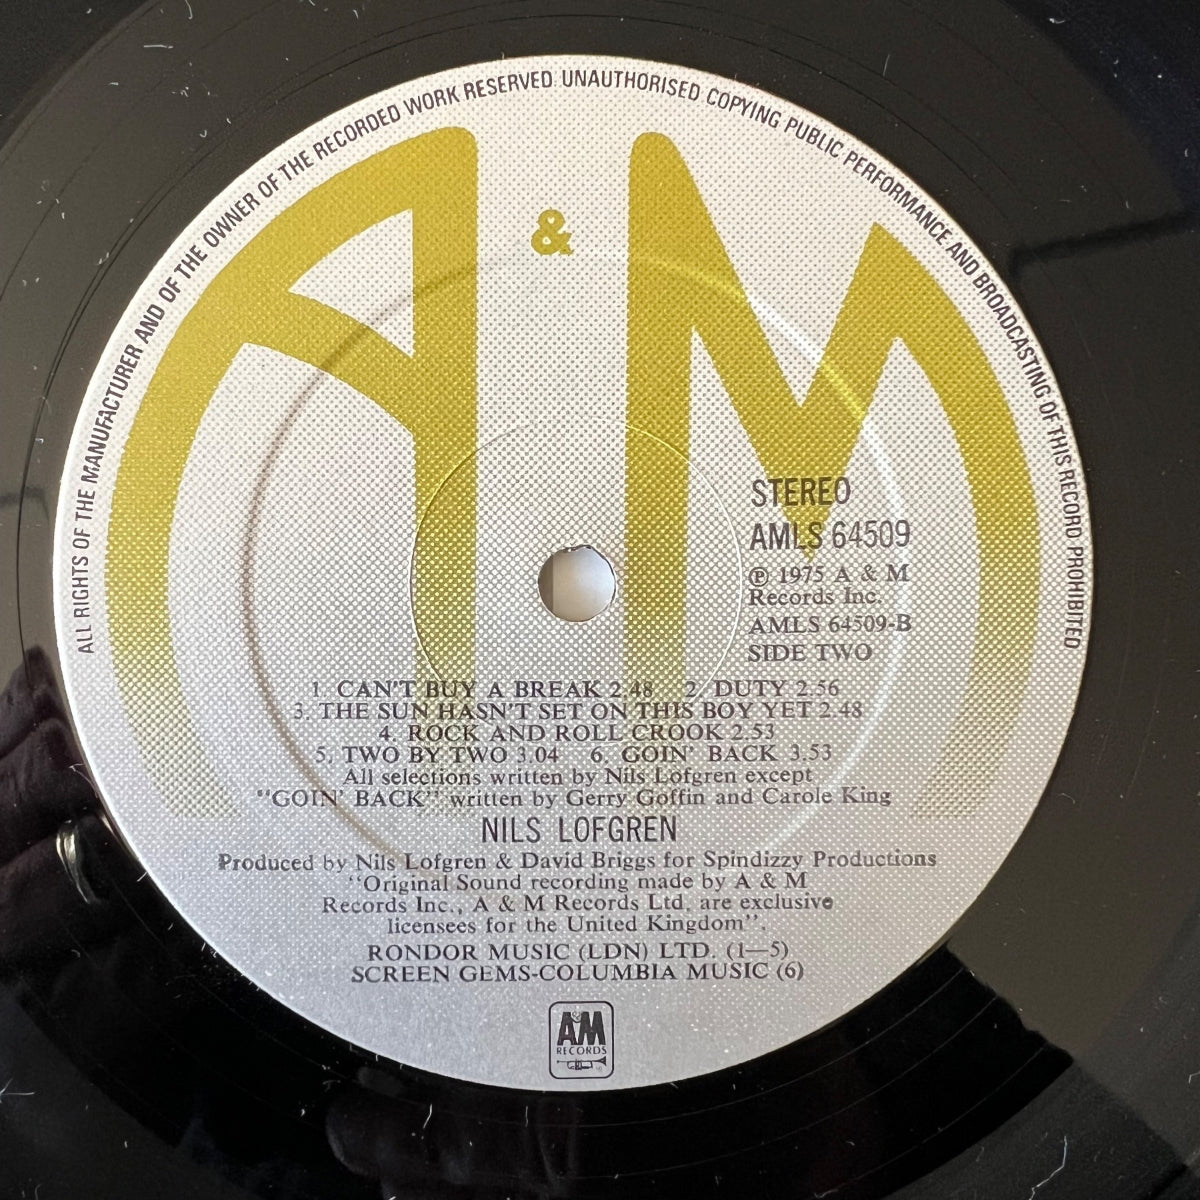 ALL RIGHTS OF THE MANUFACTURER AND OF THE OWNER OF THE RECORDED WORK RESERVED. UNAUTHORISED COPYING PUBLIC PERFORMANCE AND BROADCASTING OF THIS RECORD PROHIBITED
A & M
STEREO
AMLS 64509
℗ 1975 A & M
Records Inc.
AMLS 64509-B
SIDE TWO
1. CAN'T BUY A BREAK 2.48 2. DUTY 2.56
3. THE SUN HASN'T SET ON THIS BOY YET 2.48
4. ROCK AND ROLL CROOK 2.53
5. TWO BY TWO 3.04 6. GOIN' BACK 3.53
All selections written by Nils Lofgren except
"GOIN' BACK" written by Gerry Goffin and Carole King
NILS LOFGREN
Produced by Nils Lofgren & David Briggs for Spindizzy Productions
"Original Sound recording made by A & M
Records Inc., A & M Records Ltd. are exclusive
licensees for the United Kingdom".
RONDOR MUSIC (LDN) LTD. (1—5)
SCREEN GEMS-COLUMBIA MUSIC (6)
A&M
RECORDS